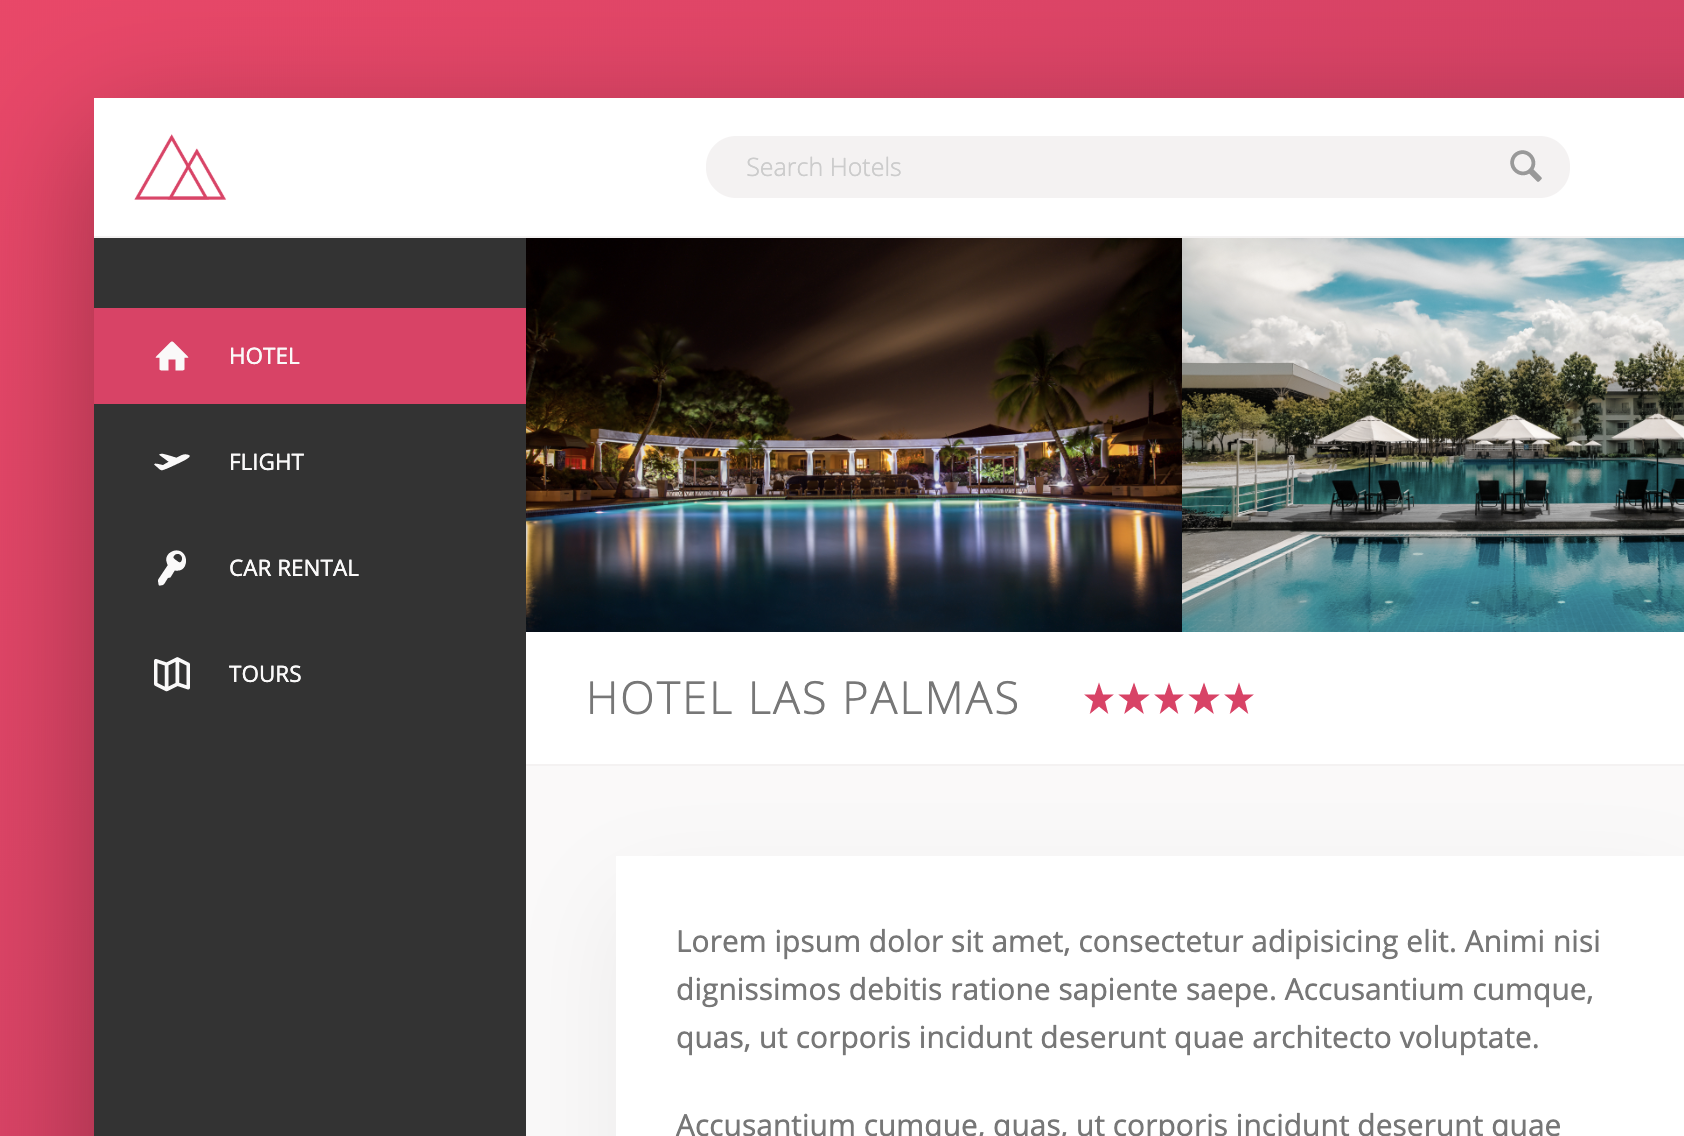 Search Hotels
HOTEL
FLIGHT
CAR RENTAL
TOURS
HOTEL LAS PALMAS
Lorem ipsum dolor sit amet, consectetur adipisicing elit. Animi nisi
dignissimos debitis ratione sapiente saepe. Accusantium cumque,
quas, ut corporis incidunt deserunt quae architecto voluptate.
Accusantium cumque, quas, ut corporis incidunt deserunt quae